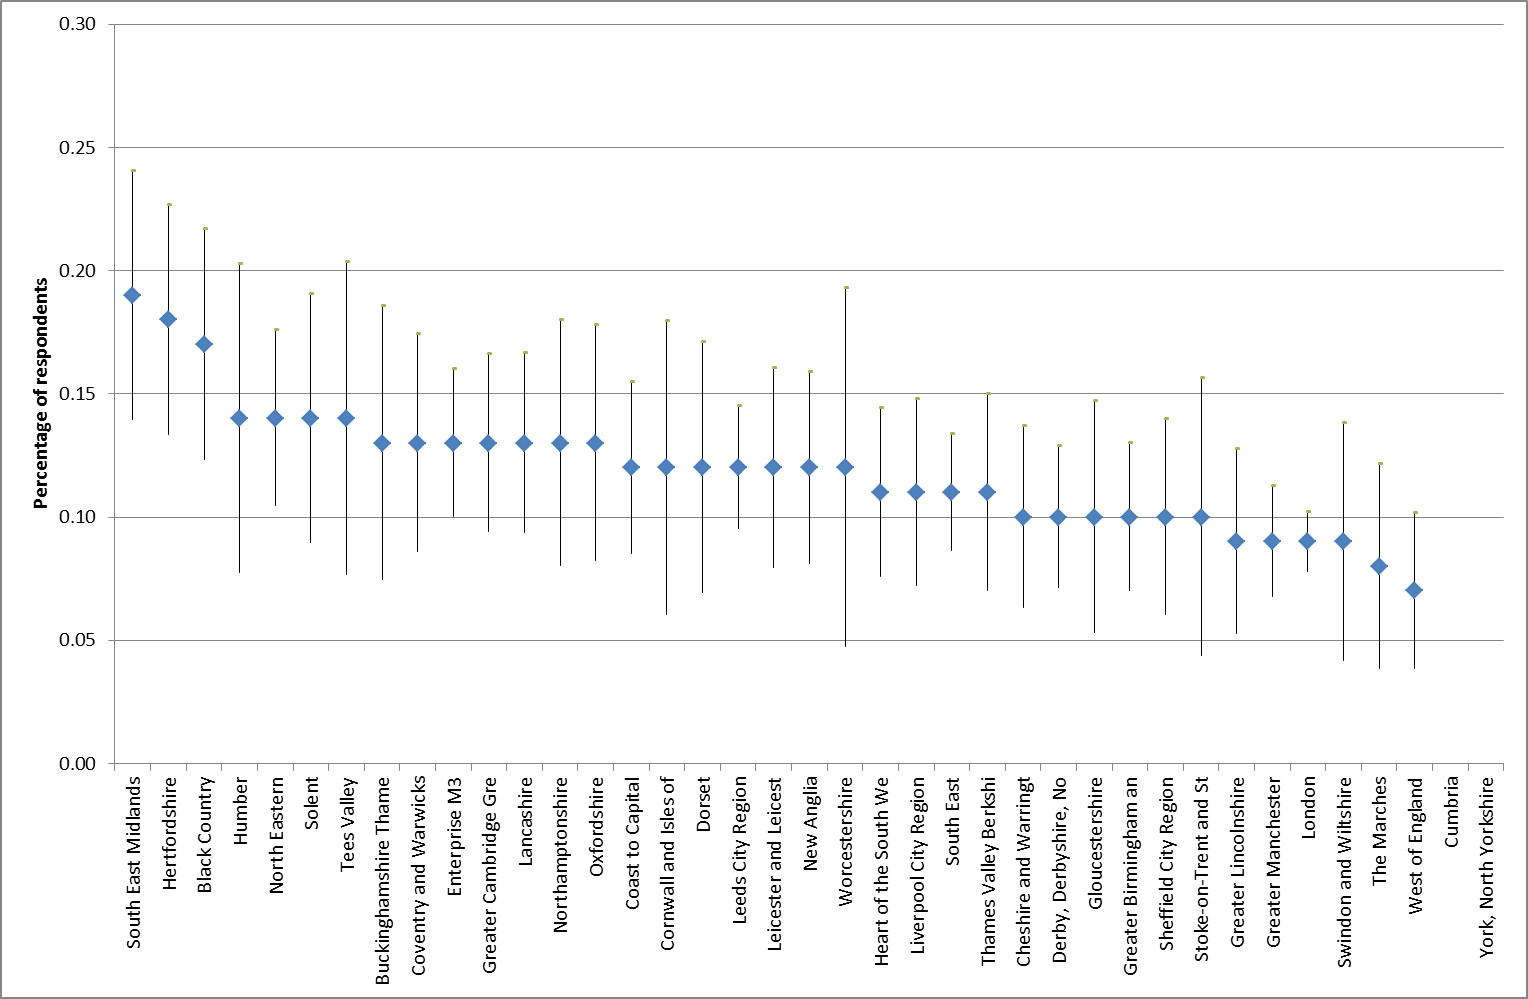 0.30
0.25
0.20
0.15
0.10
0.05
0.00
Percentage of respondents
South East Midlands
Hertfordshire
Black Country
Humber
North Eastern
Solent
Tees Valley
Buckinghamshire Thame
Coventry and Warwicks
Enterprise M3
Greater Cambridge Gre
Lancashire
Northamptonshire
Oxfordshire
Coast to Capital
Cornwall and Isles of
Dorset
Leeds City Region
Leicester and Leicest
New Anglia
Worcestershire
Heart of the South We
Liverpool City Region
South East
Thames Valley Berkshi
Cheshire and Warringt
Derby, Derbyshire, No
Gloucestershire
Greater Birmingham an
Sheffield City Region
Stoke-on-Trent and St
Greater Lincolnshire
Greater Manchester
London
Swindon and Wiltshire
The Marches
West of England
Cumbria
York, North Yorkshire